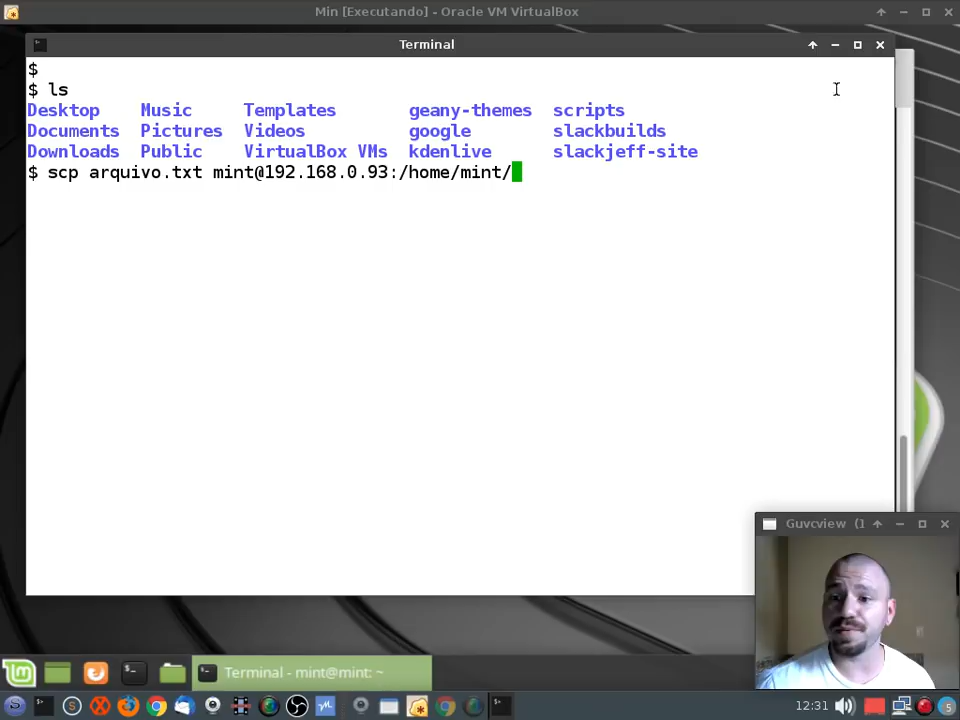 Min [Executando] - Oracle VM VirtualBox
Terminal
$
$ ls
Desktop Music Templates geany-themes scripts
Documents Pictures Videos google slackbuilds
Downloads Public VirtualBox VMs kdenlive slackjeff-site
$ scp arquivo.txt mint@192.168.0.93:/home/mint/
Guvcview (1
Terminal - mint@mint: ~
12:31